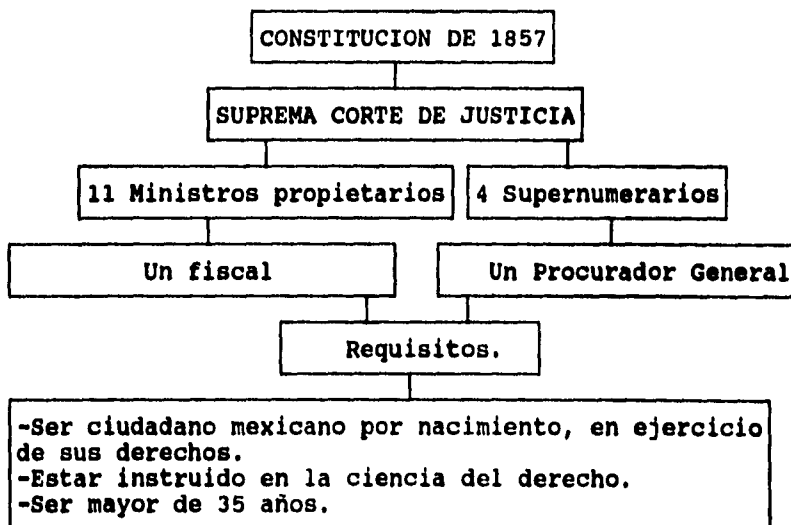 CONSTITUCION DE 1857
SUPREMA CORTE DE JUSTICIA
11 Ministros propietarios
4 Supernumerarios
Un fiscal
Un Procurador General
Requisitos.
-Ser ciudadano mexicano por nacimiento, en ejercicio
de sus derechos.
-Estar instruido en la ciencia del derecho.
-Ser mayor de 35 años.